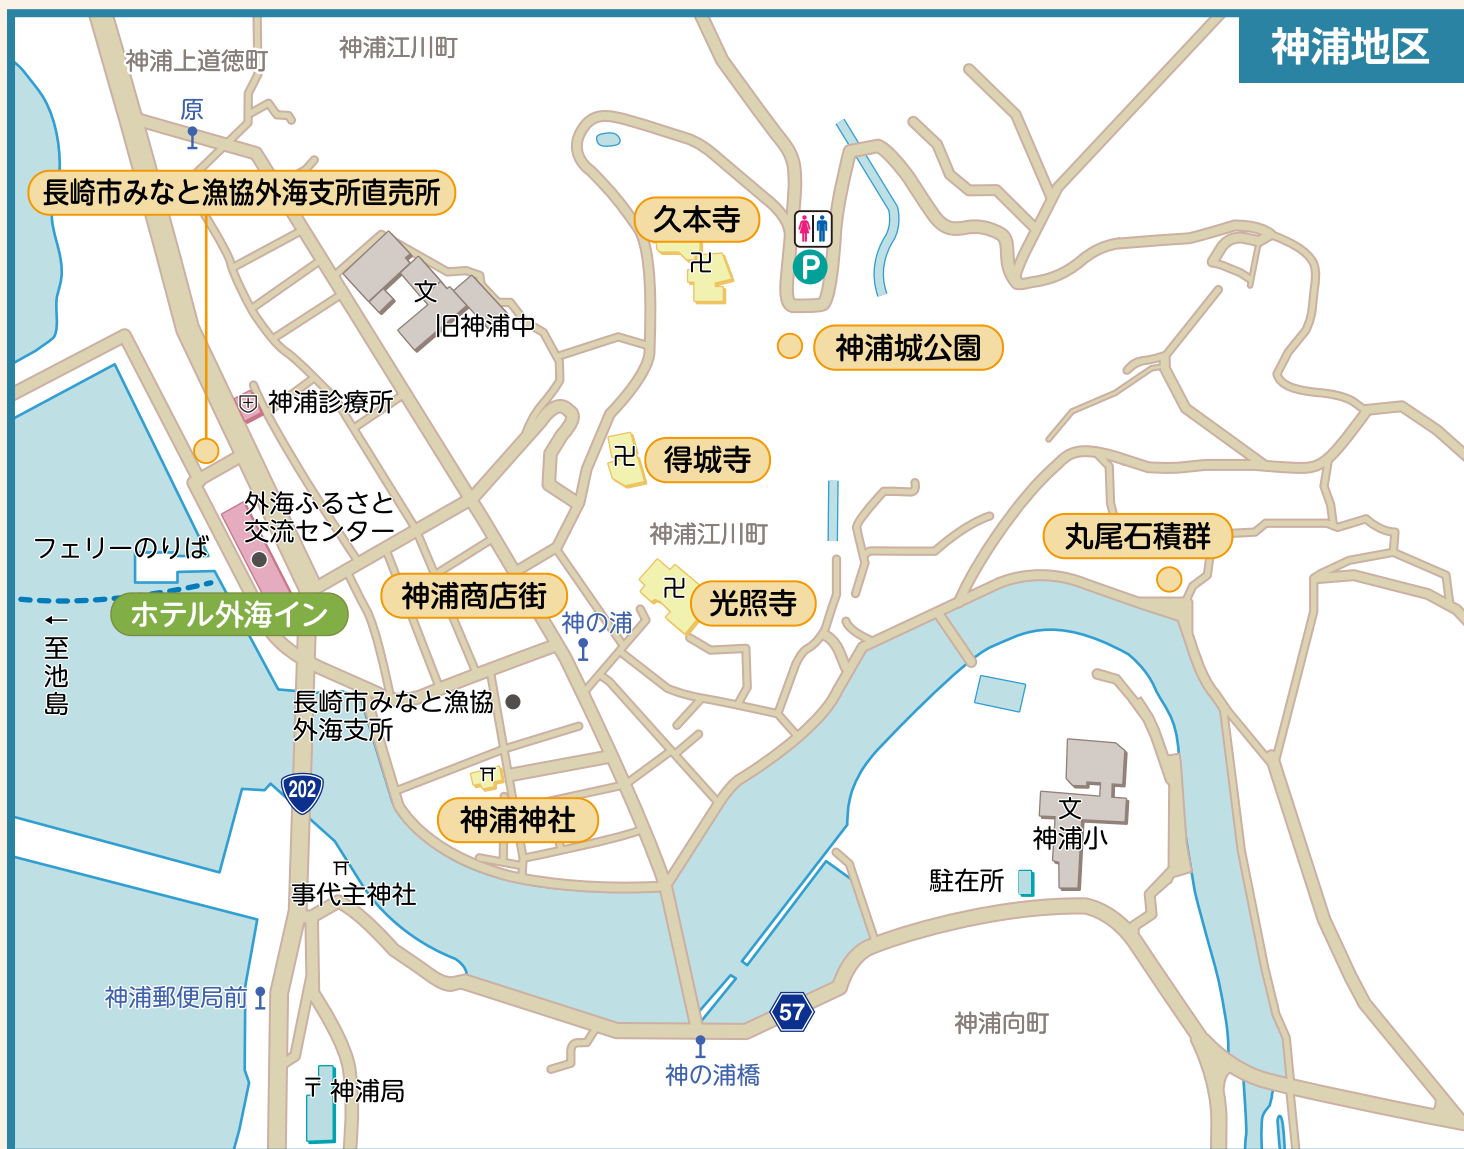 神浦地区
神浦上道徳町
神浦江川町
原
長崎市みなと漁協外海支所直売所
久本寺
卍
P
文
旧神浦中
神浦城公園
神浦診療所
得城寺
卍
外海ふるさと
交流センター
神浦江川町
丸尾石積群
フェリーのりば
ホテル外海イン
神浦商店街
卍
光照寺
神の浦
←
至池島
長崎市みなと漁協
外海支所
202
神浦神社
文
神浦小
駐在所
事代主神社
神浦郵便局前
57
神浦向町
神の浦橋
〒神浦局